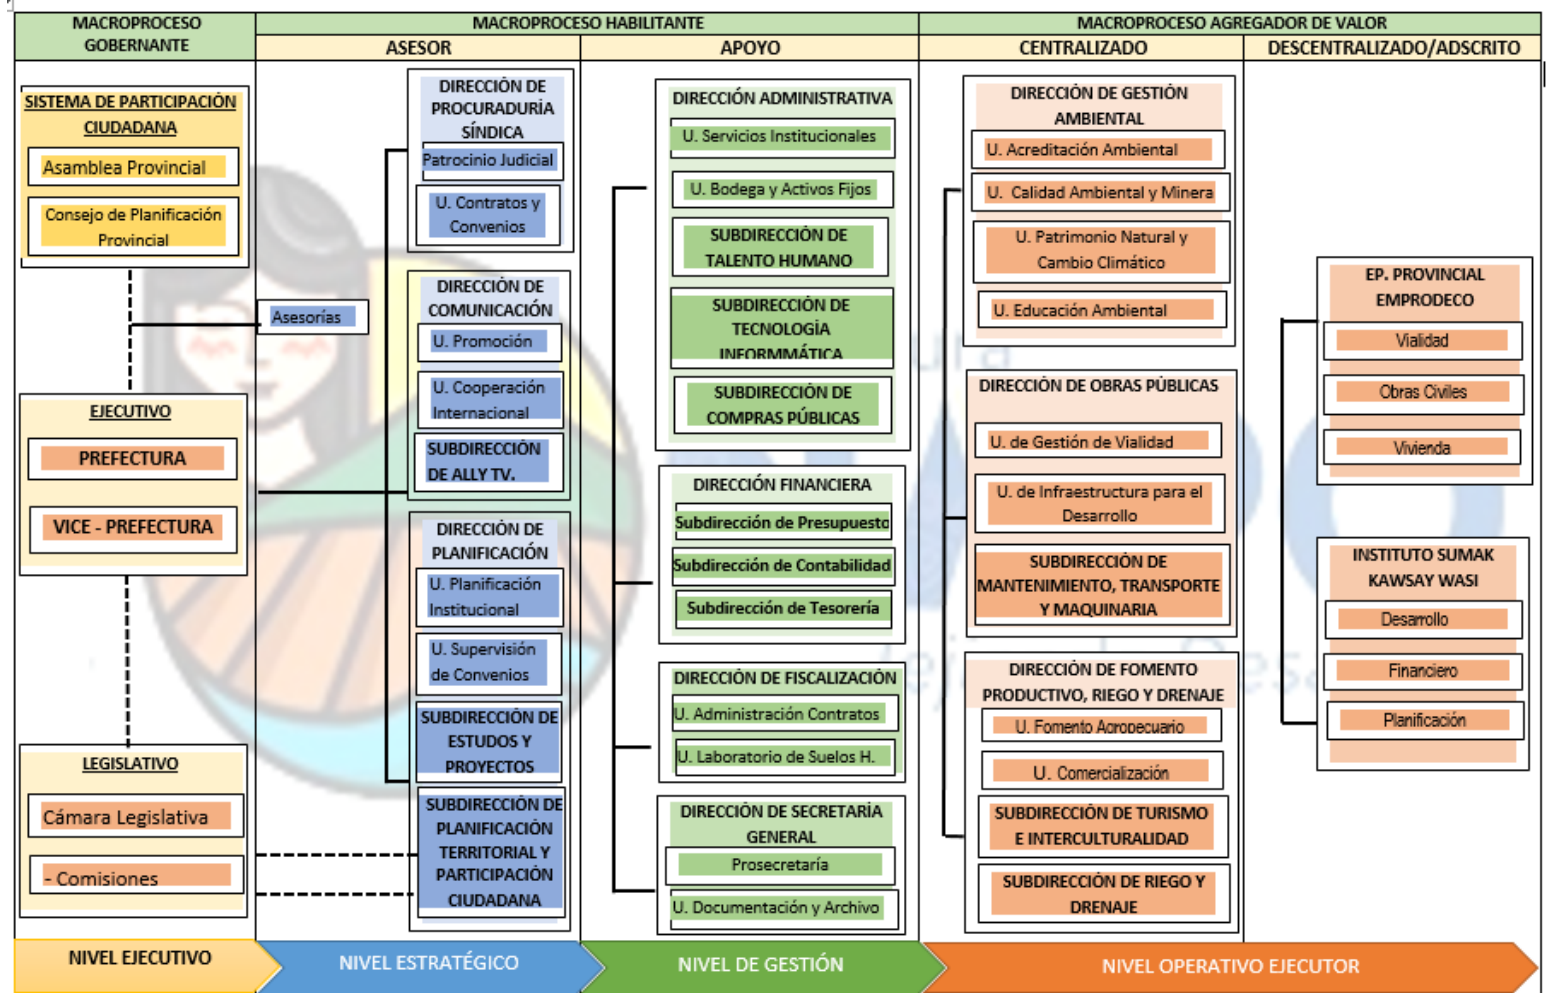 MACROPROCESO
GOBERNANTE
MACROPROCESO HABILITANTE
MACROPROCESO AGREGADOR DE VALOR
ASESOR
APOYO
CENTRALIZADO
DESCENTRALIZADO/ADSCRITO
SISTEMA DE PARTICIPACIÓN
CIUDADANA
Asamblea Provincial
Consejo de Planificación
Provincial
Asesorías
EJECUTIVO
PREFECTURA
VICE - PREFECTURA
LEGISLATIVO
Cámara Legislativa
- Comisiones
DIRECCIÓN DE
PROCURADURÍA
SÍNDICA
Patrocinio Judicial
U. Contratos y
Convenios
DIRECCIÓN DE
COMUNICACIÓN
U. Promoción
U. Cooperación
Internacional
SUBDIRECCIÓN
DE ALLY TV.
DIRECCIÓN DE
PLANIFICACIÓN
U. Planificación
Institucional
U. Supervisión
de Convenios
SUBDIRECCIÓN DE
ESTUDOS Y
PROYECTOS
SUBDIRECCIÓN DE
PLANIFICACIÓN
TERRITORIAL Y
PARTICIPACIÓN
CIUDADANA
DIRECCIÓN ADMINISTRATIVA
U. Servicios Institucionales
U. Bodega y Activos Fijos
SUBDIRECCIÓN DE
TALENTO HUMANO
SUBDIRECCIÓN DE
TECNOLOGÍA
INFORMMÁTICA
SUBDIRECCIÓN DE
COMPRAS PÚBLICAS
DIRECCIÓN FINANCIERA
Subdirección de Presupuesto
Subdirección de Contabilidad
Subdirección de Tesorería
DIRECCIÓN DE FISCALIZACIÓN
U. Administración Contratos
U. Laboratorio de Suelos H.
DIRECCIÓN DE SECRETARÍA
GENERAL
Prosecretaría
U. Documentación y Archivo
DIRECCIÓN DE GESTIÓN
AMBIENTAL
U. Acreditación Ambiental
U. Calidad Ambiental y Minera
U. Patrimonio Natural y
Cambio Climático
U. Educación Ambiental
DIRECCIÓN DE OBRAS PÚBLICAS
U. de Gestión de Vialidad
U. de Infraestructura para el
Desarrollo
SUBDIRECCIÓN DE
MANTENIMIENTO, TRANSPORTE
Y MAQUINARIA
DIRECCIÓN DE FOMENTO
PRODUCTIVO, RIEGO Y DRENAJE
U. Fomento Agropecuario
U. Comercialización
SUBDIRECCIÓN DE TURISMO
E INTERCULTURALIDAD
SUBDIRECCIÓN DE RIEGO Y
DRENAJE
EP. PROVINCIAL
EMPRODECO
Vialidad
Obras Civiles
Vivienda
INSTITUTO SUMAK
KAWSAY WASI
Desarrollo
Financiero
Planificación
NIVEL EJECUTIVO
NIVEL ESTRATÉGICO
NIVEL DE GESTIÓN
NIVEL OPERATIVO EJECUTOR